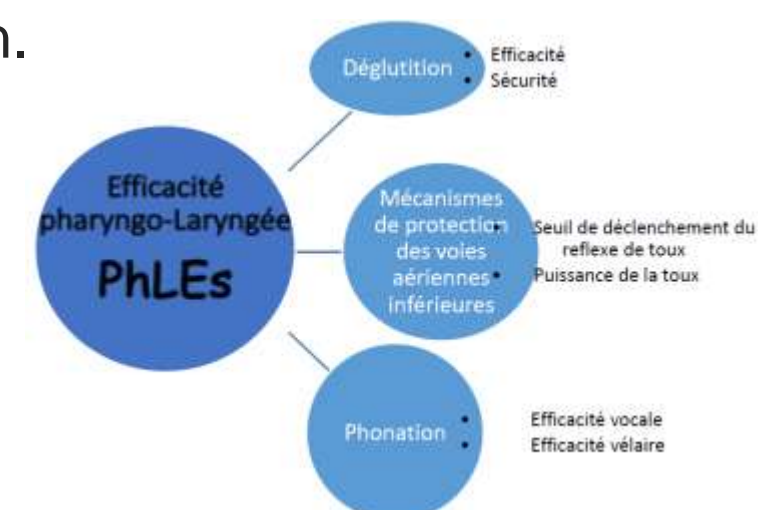 n.
Efficacité
pharyngo-Laryngée
PhLEs
Déglutition
• Efficacité
• Sécurité
Mécanismes
de protection
des voies
aériennes
inférieures
• Seuil de déclenchement du
reflexe de toux
• Puissance de la toux
Phonation
• Efficacité vocale
• Efficacité vélaire